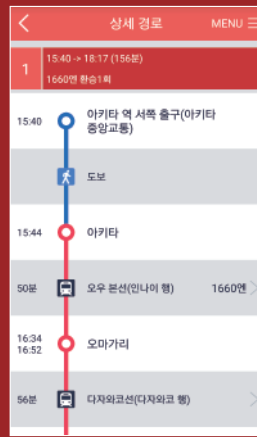 상세 경로
MENU
1
15:40 -> 18:17 (156분)
1660엔 환승1회
15:40
아키타 역 서쪽 출구(아키타
중앙교통)
도보
15:44
아키타
50분
오우 본선(인나이 행)
1660엔
16:34
16:52
오마가리
56분
다자와코선(다자와코 행)